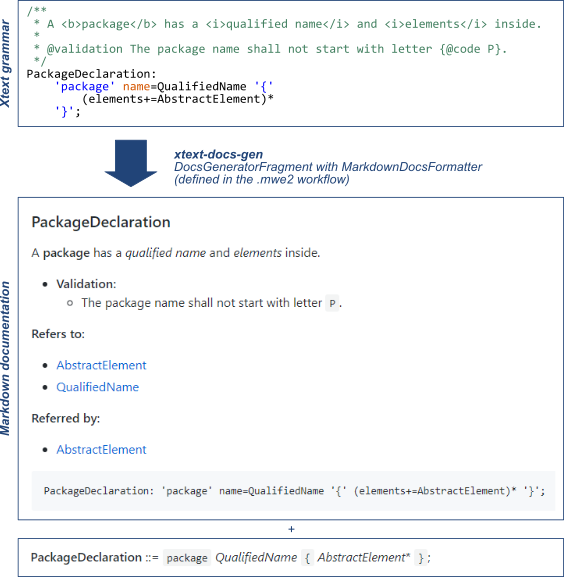 Xtext grammar
/**
* A <b>package</b> has a <i>qualified name</i> and <i>elements</i> inside.
*
* @validation The package name shall not start with letter {@code P}.
*/
PackageDeclaration:
'package' name=QualifiedName '{'
(elements+=AbstractElement)*
'}';
xtext-docs-gen
DocsGeneratorFragment with MarkdownDocsFormatter
(defined in the .mwe2 workflow)
Markdown documentation
PackageDeclaration
A package has a qualified name and elements inside.
• Validation:
○ The package name shall not start with letter P.
Refers to:
• AbstractElement
• QualifiedName
Referred by:
• AbstractElement
PackageDeclaration: 'package' name=QualifiedName '{' (elements+=AbstractElement)* '}';
+
PackageDeclaration ::= package QualifiedName { AbstractElement* } ;